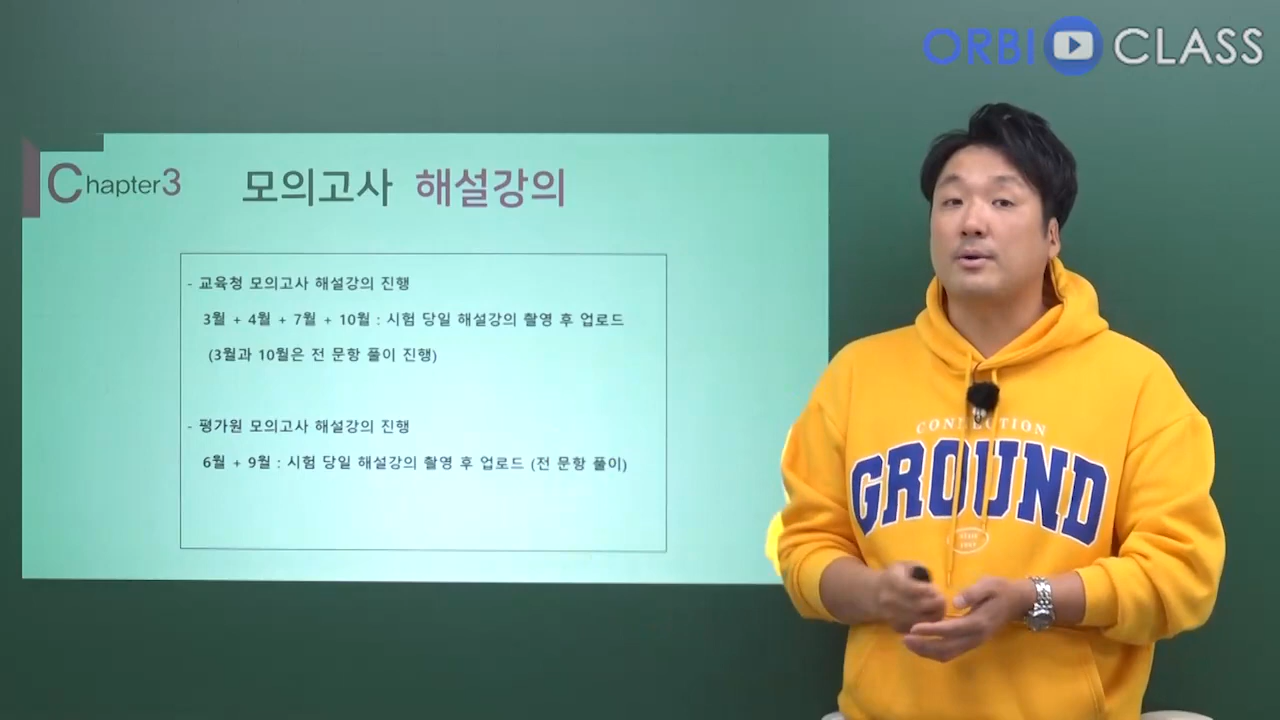 ORBI CLASS
Chapter3 모의고사 해설강의
- 교육청 모의고사 해설강의 진행
3월 + 4월 + 7월 + 10월 : 시험 당일 해설강의 촬영 후 업로드
(3월과 10월은 전 문항 풀이 진행)
- 평가원 모의고사 해설강의 진행
6월 + 9월 : 시험 당일 해설강의 촬영 후 업로드 (전 문항 풀이)
CONNECTION
GROUND